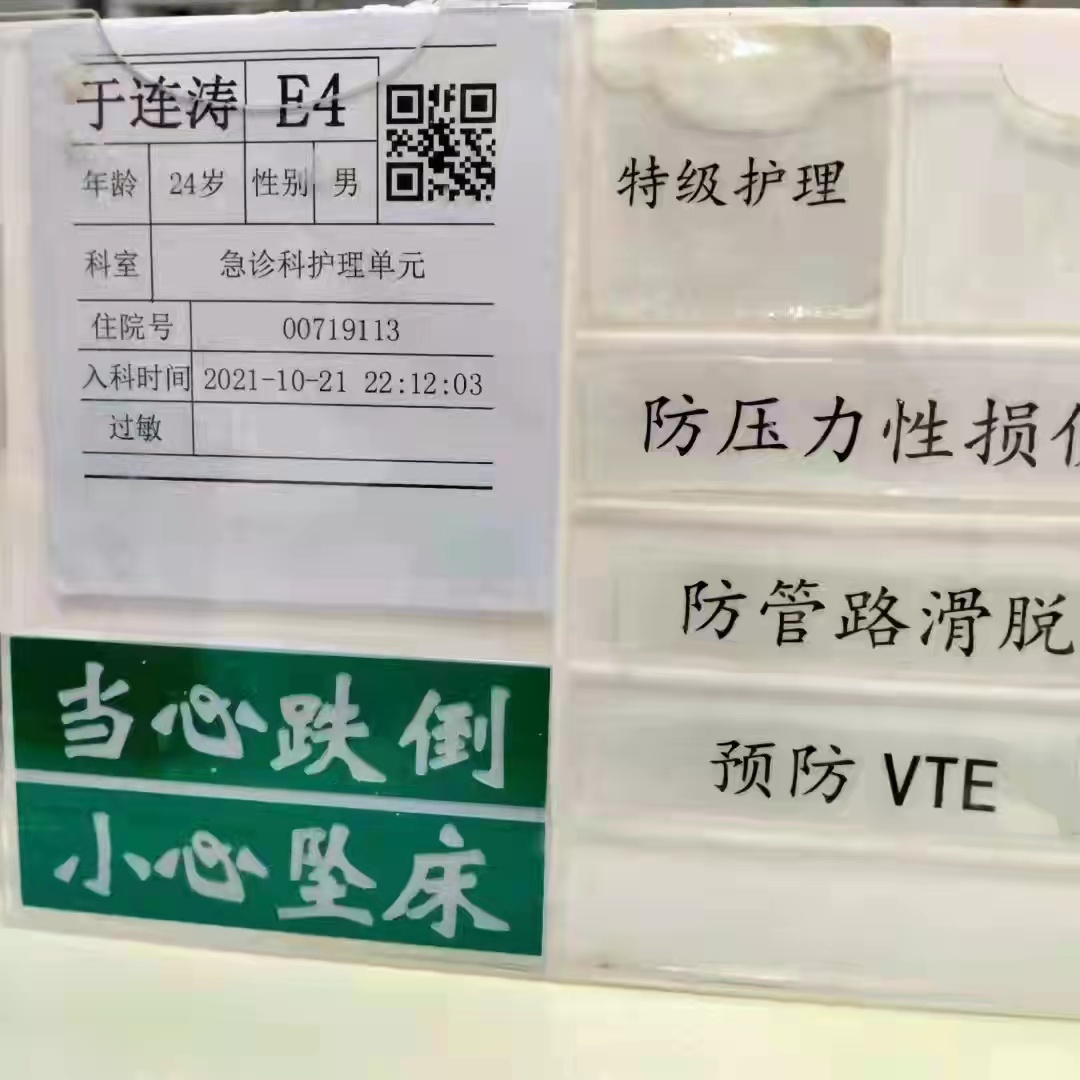 于连涛 E4
年龄 24岁 性别 男
科室 急诊科护理单元
住院号 00719113
入科时间 2021-10-21 22:12:03
过敏
当心跌倒
小心坠床
特级护理
防压力性损
防管路滑脱
预防 VTE